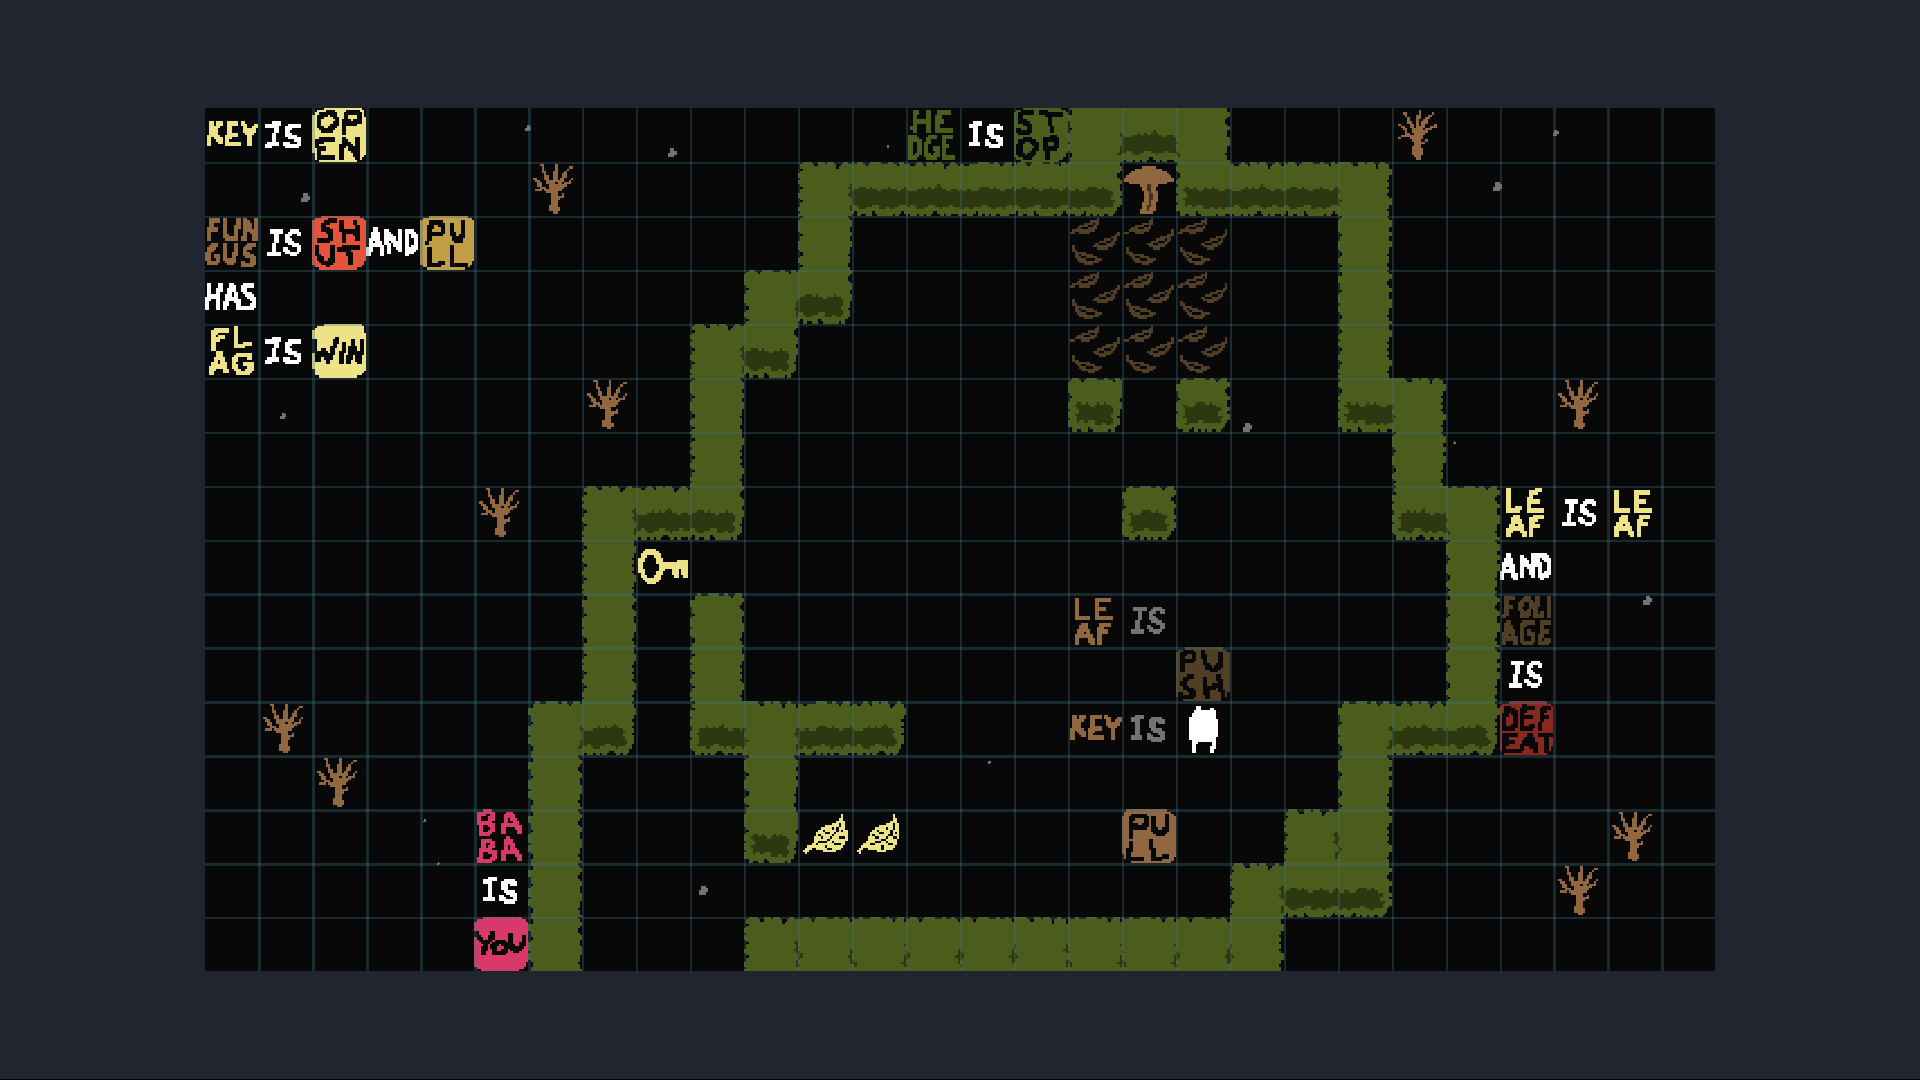 KEY IS OPEN
HEDGE IS STOP
FUNGUS IS SHUT AND PULL
HAS
FLAG IS WIN
LEAF IS LEAF
AND
FOLIAGE
IS
DEFEAT
LEAF IS
PUSH
KEY IS
PULL
BABA
IS
YOU